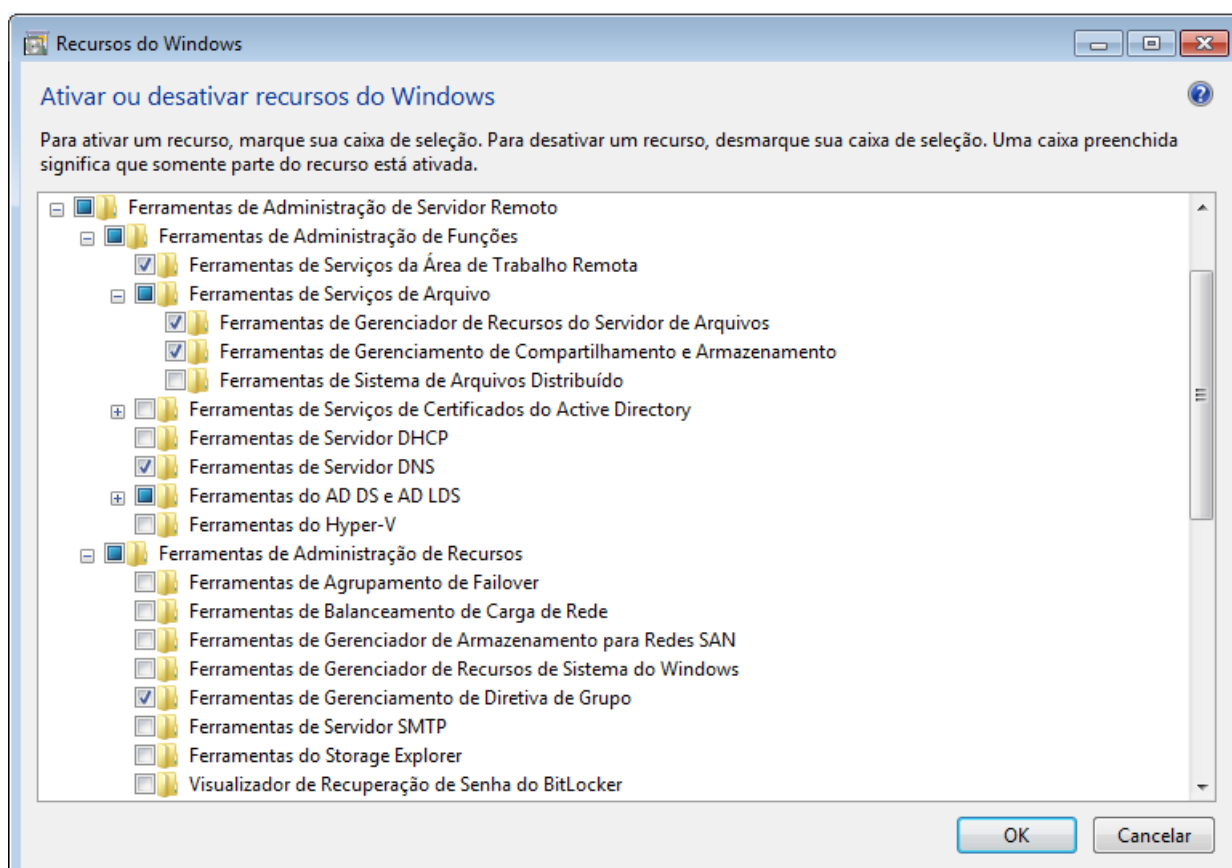 Recursos do Windows
Ativar ou desativar recursos do Windows
Para ativar um recurso, marque sua caixa de seleção. Para desativar um recurso, desmarque sua caixa de seleção. Uma caixa preenchida
significa que somente parte do recurso está ativada.
Ferramentas de Administração de Servidor Remoto
Ferramentas de Administração de Funções
Ferramentas de Serviços da Área de Trabalho Remota
Ferramentas de Serviços de Arquivo
Ferramentas de Gerenciador de Recursos do Servidor de Arquivos
Ferramentas de Gerenciamento de Compartilhamento e Armazenamento
Ferramentas de Sistema de Arquivos Distribuído
Ferramentas de Serviços de Certificados do Active Directory
Ferramentas de Servidor DHCP
Ferramentas de Servidor DNS
Ferramentas do AD DS e AD LDS
Ferramentas do Hyper-V
Ferramentas de Administração de Recursos
Ferramentas de Agrupamento de Failover
Ferramentas de Balanceamento de Carga de Rede
Ferramentas de Gerenciador de Armazenamento para Redes SAN
Ferramentas de Gerenciador de Recursos de Sistema do Windows
Ferramentas de Gerenciamento de Diretiva de Grupo
Ferramentas de Servidor SMTP
Ferramentas do Storage Explorer
Visualizador de Recuperação de Senha do BitLocker
OK Cancelar